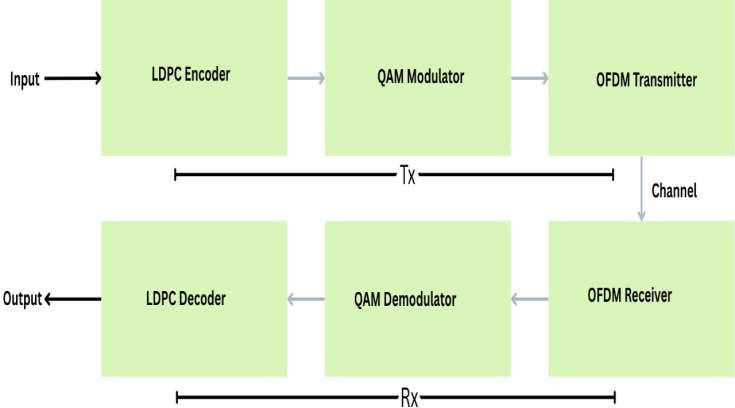 Input
LDPC Encoder
QAM Modulator
OFDM Transmitter
Tx
Channel
Output
LDPC Decoder
QAM Demodulator
OFDM Receiver
Rx